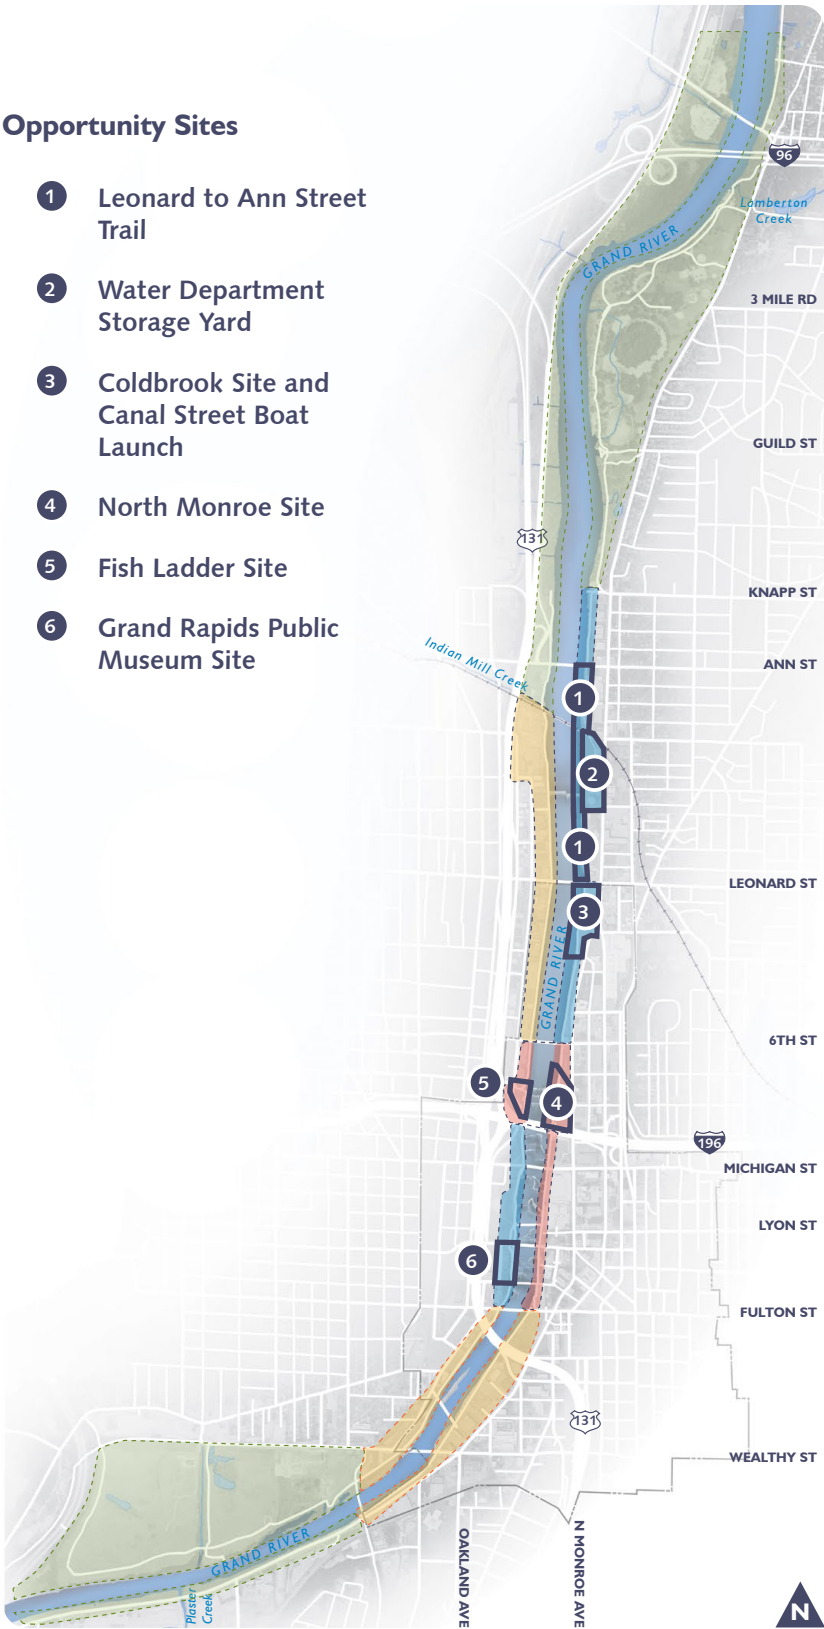 Opportunity Sites
1 Leonard to Ann Street
Trail
2 Water Department
Storage Yard
3 Coldbrook Site and
Canal Street Boat
Launch
4 North Monroe Site
5 Fish Ladder Site
6 Grand Rapids Public
Museum Site
96
Lamberton
Creek
GRAND RIVER
3 MILE RD
GUILD ST
131
KNAPP ST
Indian Mill Creek
ANN ST
1
2
1
LEONARD ST
3
GRAND RIVER
6TH ST
5
4
196
MICHIGAN ST
LYON ST
6
FULTON ST
131
WEALTHY ST
GRAND RIVER
OAKLAND AVE
N MONROE AVE
Plaster
Creek
N